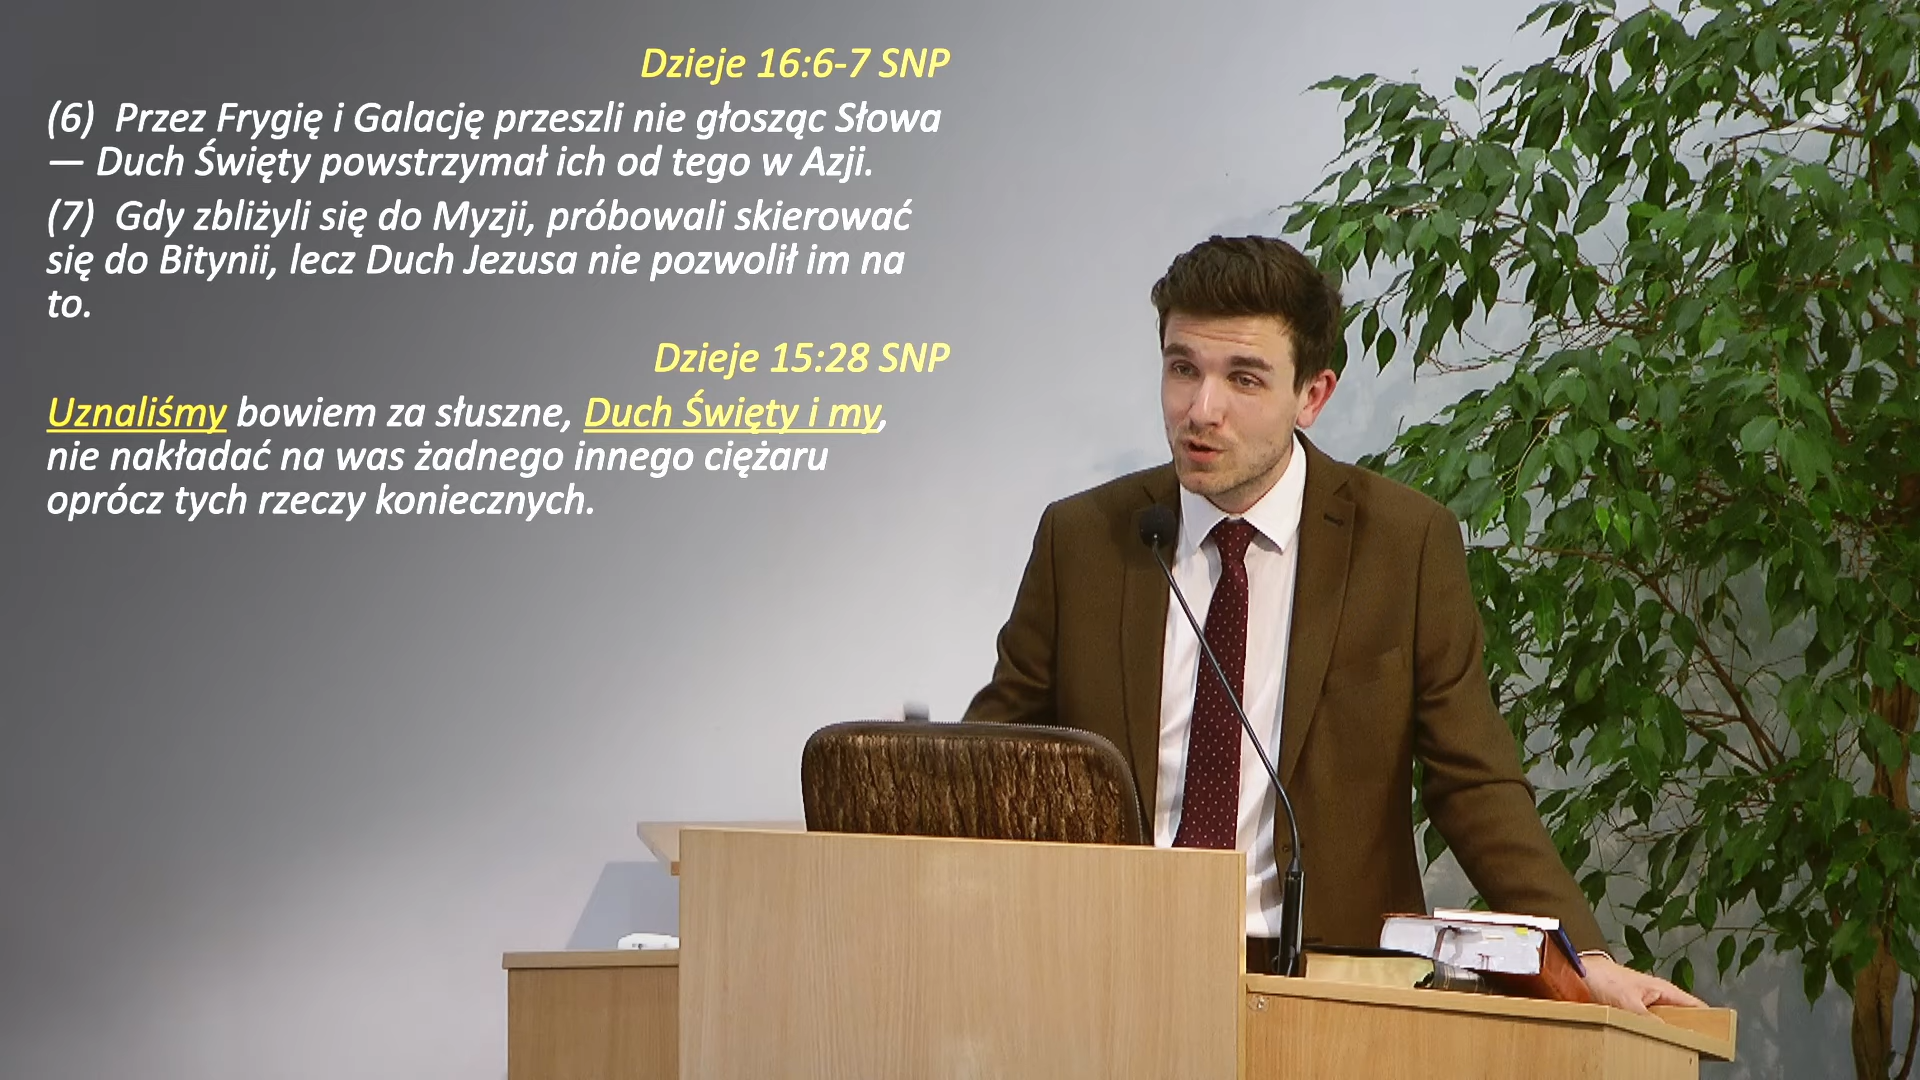 Dzieje 16:6-7 SNP
(6) Przez Frygię i Galację przeszli nie głosząc Słowa
— Duch Święty powstrzymał ich od tego w Azji.
(7) Gdy zbliżyli się do Myzji, próbowali skierować
się do Bitynii, lecz Duch Jezusa nie pozwolił im na
to.
Dzieje 15:28 SNP
Uznaliśmy bowiem za słuszne, Duch Święty i my,
nie nakładać na was żadnego innego ciężaru
oprócz tych rzeczy koniecznych.